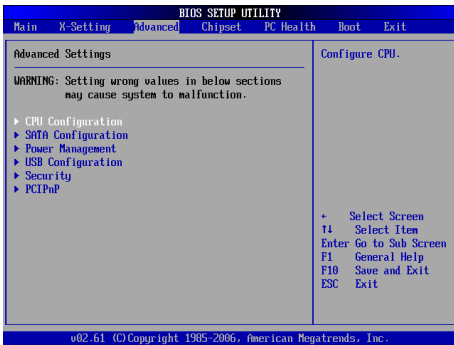 BIOS SETUP UTILITY
Main X-Setting Advanced Chipset PC Health Boot Exit
Advanced Settings
WARNING: Setting wrong values in below sections
may cause system to malfunction.
▶ CPU Configuration
▶ SATA Configuration
▶ Power Management
▶ USB Configuration
▶ Security
▶ PCIPnP
Configure CPU.
← Select Screen
↑↓ Select Item
Enter Go to Sub Screen
F1 General Help
F10 Save and Exit
ESC Exit
v02.61 (C)Copyright 1985-2006, American Megatrends, Inc.